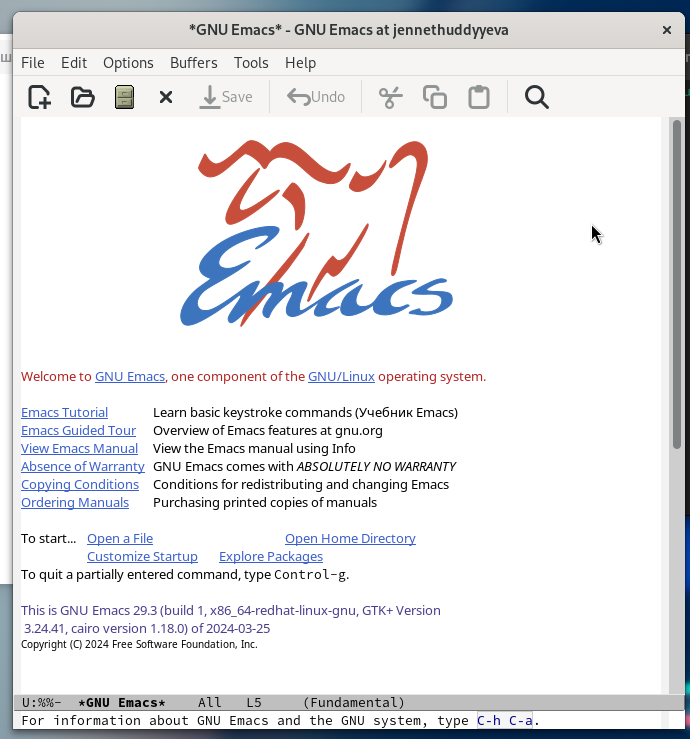 *GNU Emacs* - GNU Emacs at jennethuddyyeva
File Edit Options Buffers Tools Help
Save Undo
Emacs
Welcome to GNU Emacs, one component of the GNU/Linux operating system.
Emacs Tutorial Learn basic keystroke commands (Учебник Emacs)
Emacs Guided Tour Overview of Emacs features at gnu.org
View Emacs Manual View the Emacs manual using Info
Absence of Warranty GNU Emacs comes with ABSOLUTELY NO WARRANTY
Copying Conditions Conditions for redistributing and changing Emacs
Ordering Manuals Purchasing printed copies of manuals
To start... Open a File Open Home Directory
Customize Startup Explore Packages
To quit a partially entered command, type Control-g.
This is GNU Emacs 29.3 (build 1, x86_64-redhat-linux-gnu, GTK+ Version
3.24.41, cairo version 1.18.0) of 2024-03-25
Copyright (C) 2024 Free Software Foundation, Inc.
U:%%- *GNU Emacs* All L5 (Fundamental)
For information about GNU Emacs and the GNU system, type C-h C-a.